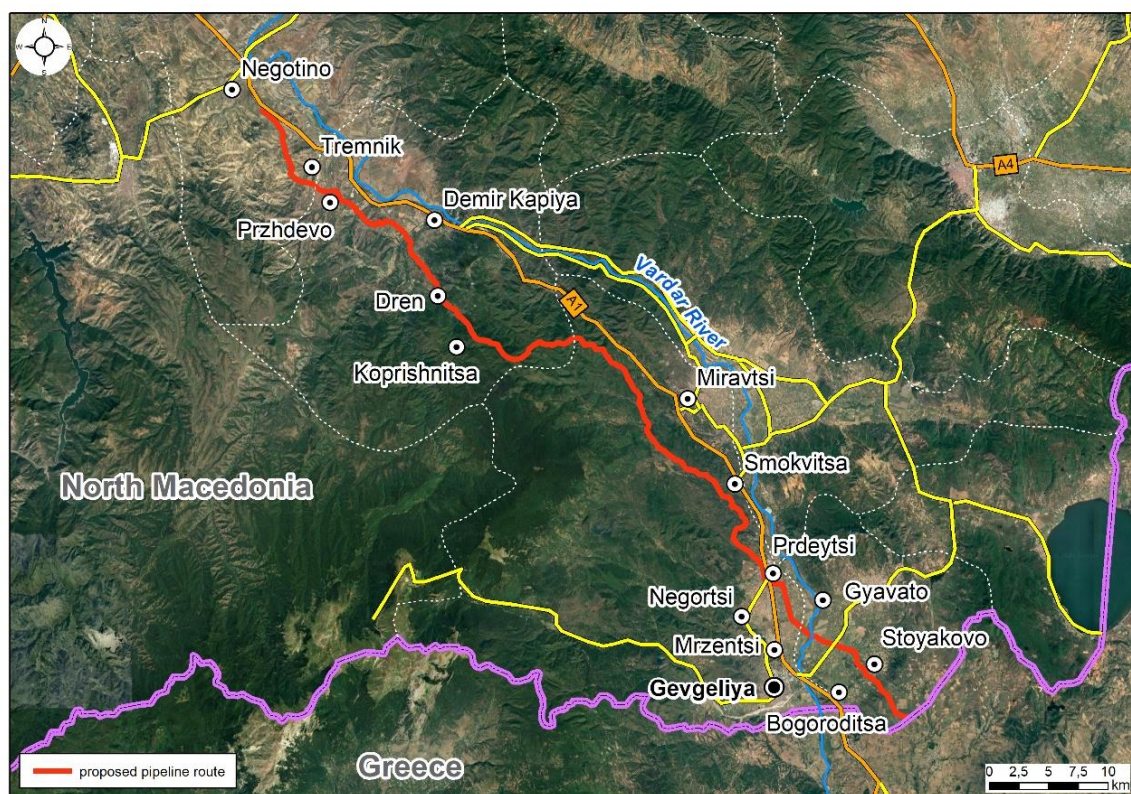 N
W
E
S
Negotino
Tremnik
A4
Demir Kapiya
Przhdevo
Vardar River
Dren
A1
Koprishnitsa
Miravtsi
Smokvitsa
North Macedonia
Prdeytsi
Negortsi
Gyavato
Mrzentsi
Stoyakovo
Gevgeliya
Bogoroditsa
Greece
proposed pipeline route
0 2,5 5 7,5 10
km